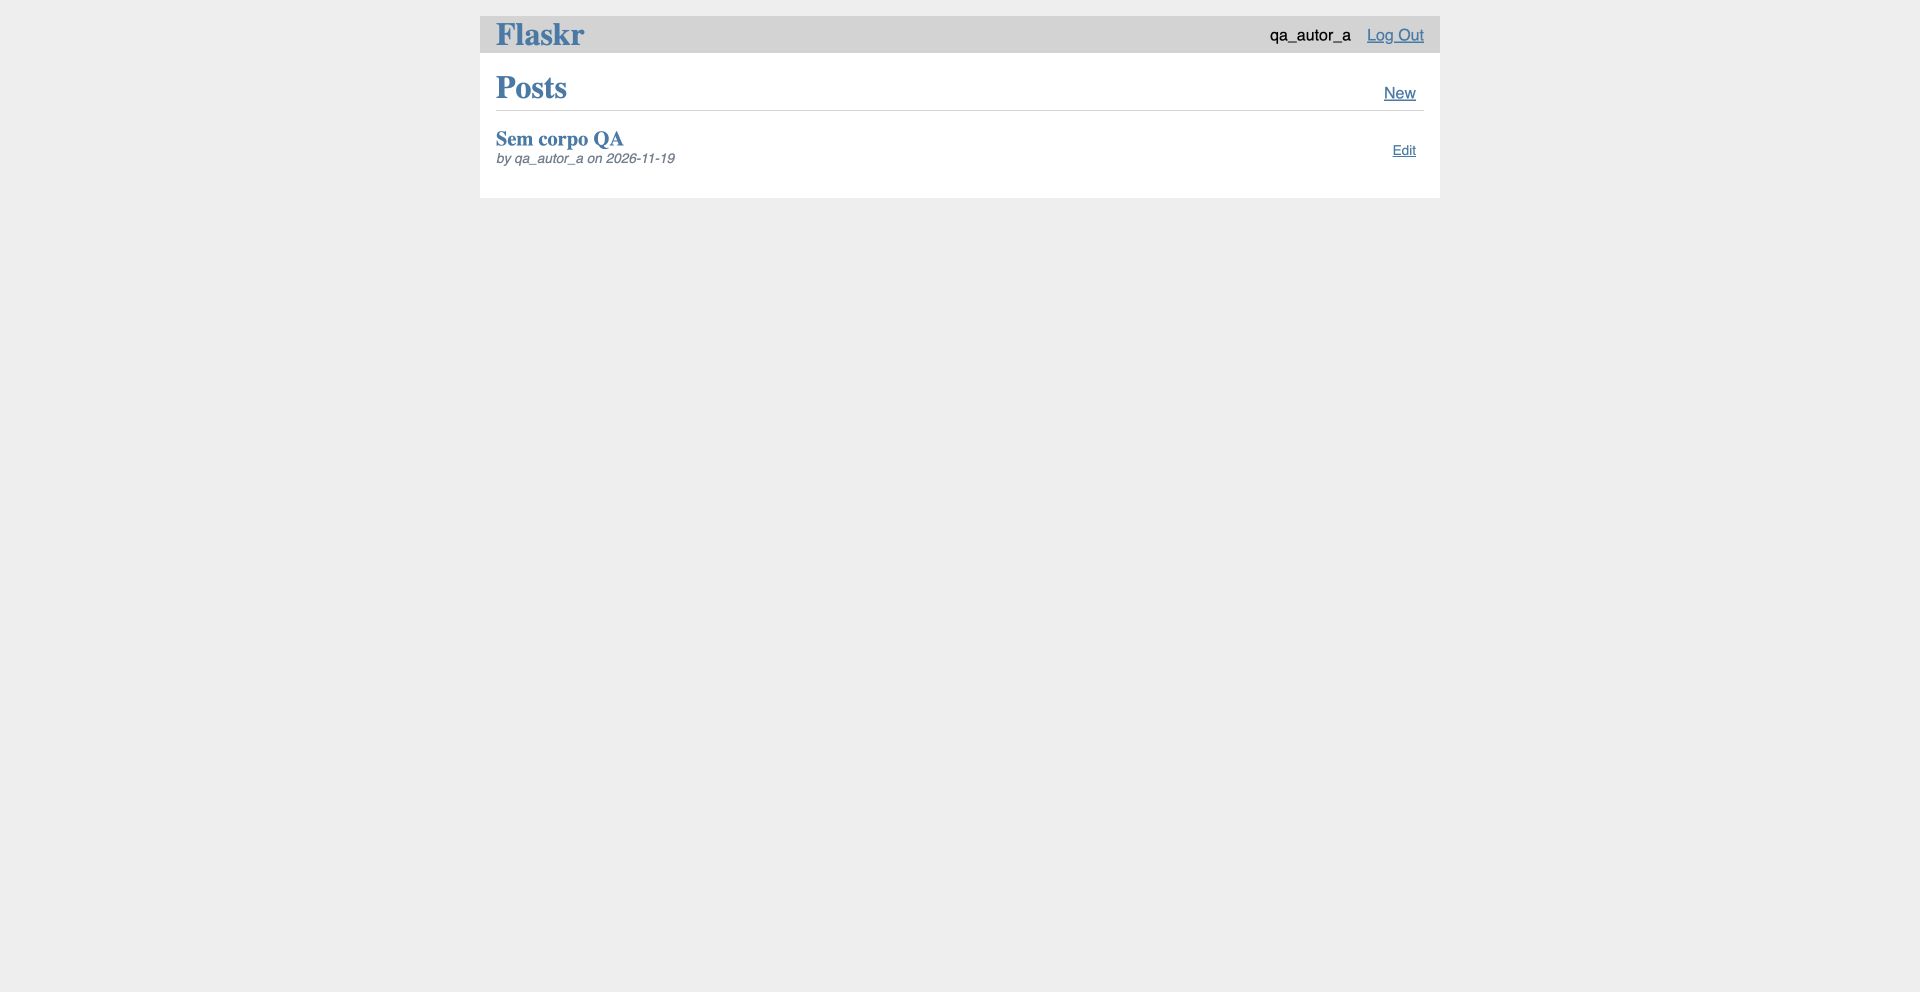 Flaskr
qa_autor_a Log Out
Posts
New
Sem corpo QA
by qa_autor_a on 2026-11-19
Edit